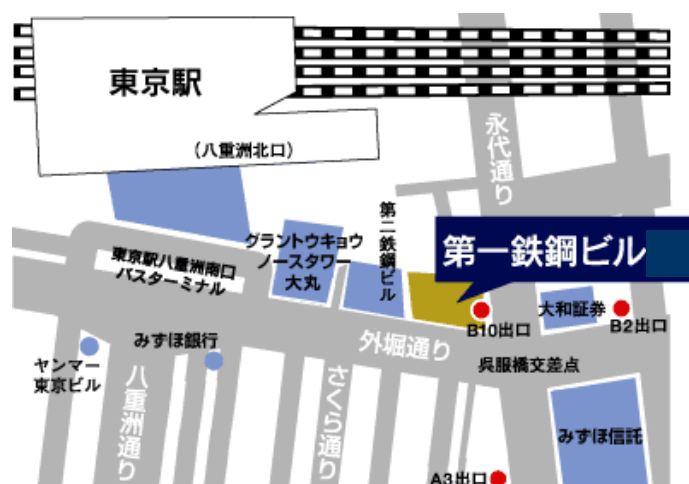 東京駅
（八重洲北口）
永代通り
第二鉄鋼ビル
グラントウキョウ
ノースタワー
大丸
第一鉄鋼ビル
東京駅八重洲南口
バスターミナル
大和証券
B10出口
B2出口
みずほ銀行
外堀通り
呉服橋交差点
ヤンマー
東京ビル
八重洲通り
さくら通り
みずほ信託
A3出口